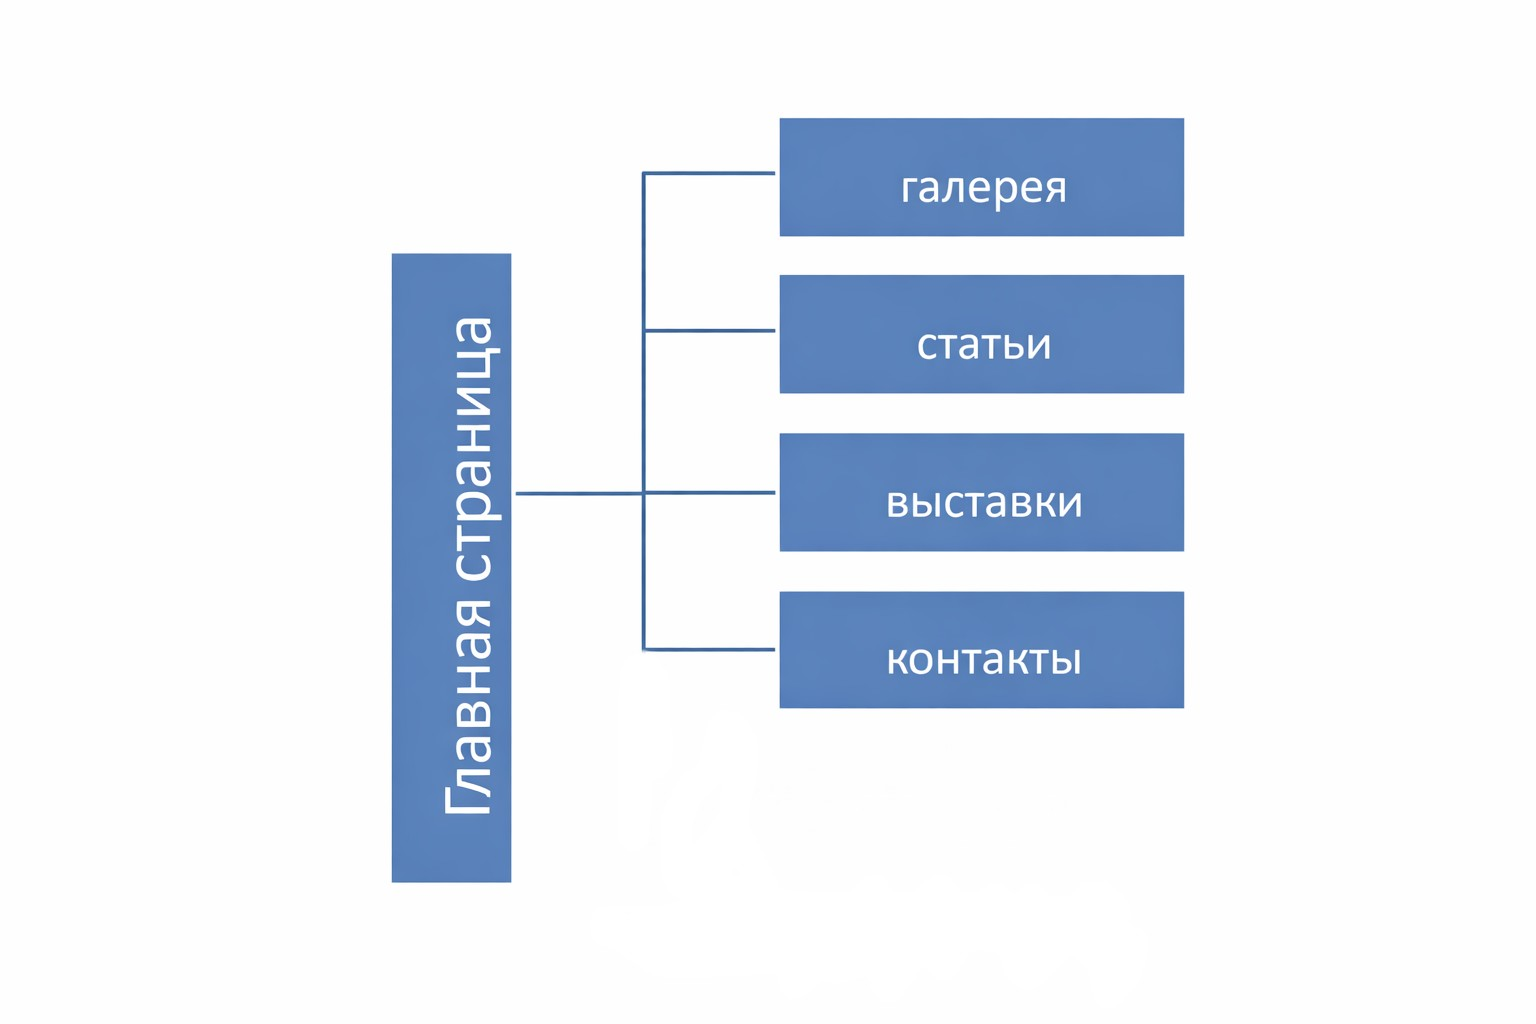 Главная страница
галерея
статьи
выставки
контакты